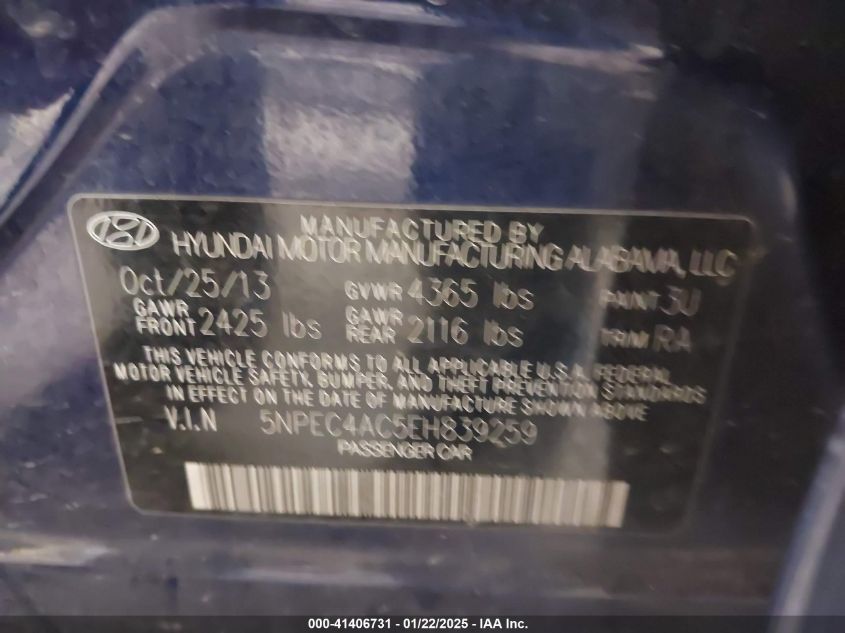 MANUFACTURED BY
HYUNDAI MOTOR MANUFACTURING ALABAMA, LLC
Oct/25/13 GVWR 4365 lbs PAINT 3U
GAWR FRONT 2425 lbs GAWR REAR 2116 lbs TRIM RA
THIS VEHICLE CONFORMS TO ALL APPLICABLE U.S.A. FEDERAL
MOTOR VEHICLE SAFETY, BUMPER, AND THEFT PREVENTION STANDARDS
IN EFFECT ON THE DATE OF MANUFACTURE SHOWN ABOVE
V.I.N 5NPEC4AC5EH839259
PASSENGER CAR
000-41406731 - 01/22/2025 - IAA Inc.